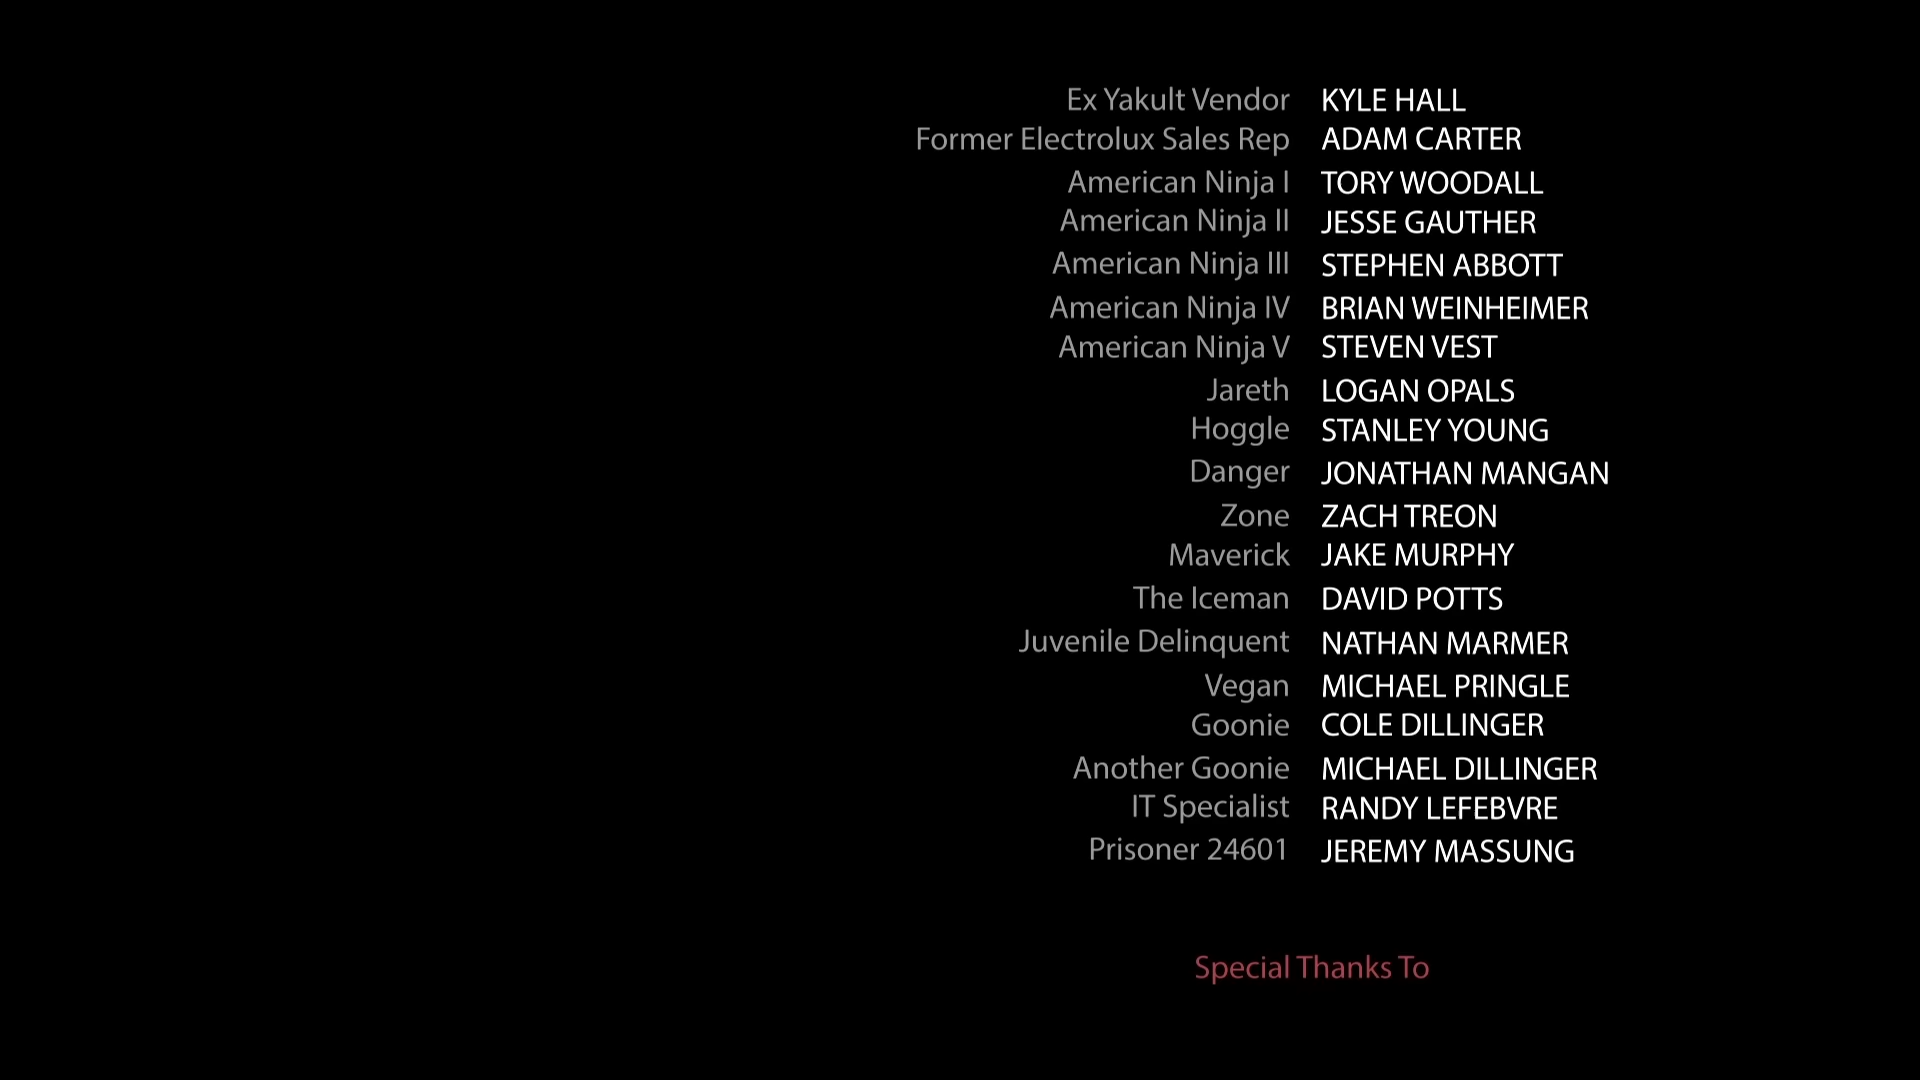 Ex Yakult Vendor KYLE HALL
Former Electrolux Sales Rep ADAM CARTER
American Ninja I TORY WOODALL
American Ninja II JESSE GAUTHER
American Ninja III STEPHEN ABBOTT
American Ninja IV BRIAN WEINHEIMER
American Ninja V STEVEN VEST
Jareth LOGAN OPALS
Hoggle STANLEY YOUNG
Danger JONATHAN MANGAN
Zone ZACH TREON
Maverick JAKE MURPHY
The Iceman DAVID POTTS
Juvenile Delinquent NATHAN MARMER
Vegan MICHAEL PRINGLE
Goonie COLE DILLINGER
Another Goonie MICHAEL DILLINGER
IT Specialist RANDY LEFEBVRE
Prisoner 24601 JEREMY MASSUNG
Special Thanks To